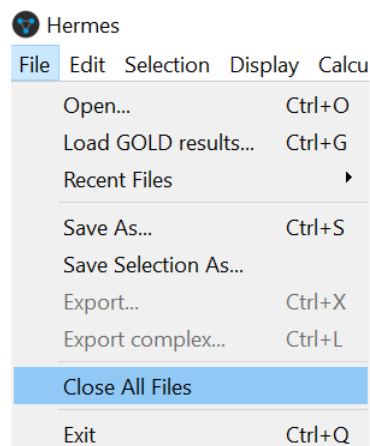 Hermes
File Edit Selection Display Calcu
Open... Ctrl+O
Load GOLD results... Ctrl+G
Recent Files
Save As... Ctrl+S
Save Selection As...
Export... Ctrl+X
Export complex... Ctrl+L
Close All Files
Exit Ctrl+Q